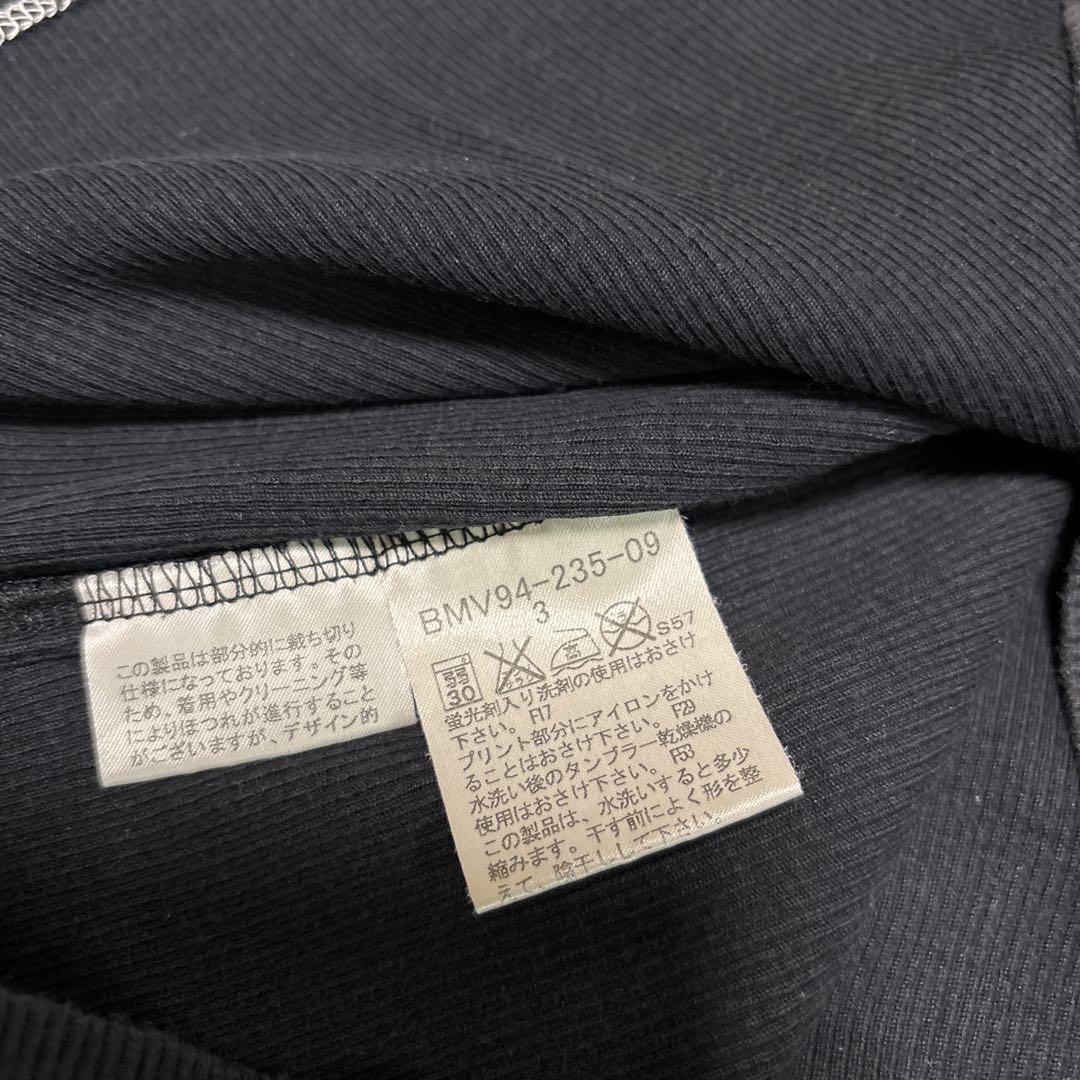 この製品は部分的に裁ち切り
仕様になっております。その
ため、着用やクリーニング等
によりほつれが進行すること
がございますが、デザイン的
BMV94-235-09
3
弱
30
エンソサラシ
高
S57
蛍光剤入り洗剤の使用はおさけ
下さい。F17
プリント部分にアイロンをかけ
ることはおさけ下さい。F29
水洗い後のタンブラー乾燥機の
使用はおさけ下さい。F53
この製品は、水洗いすると多少
縮みます。干す前によく形を整
えて、陰干しして下さい。